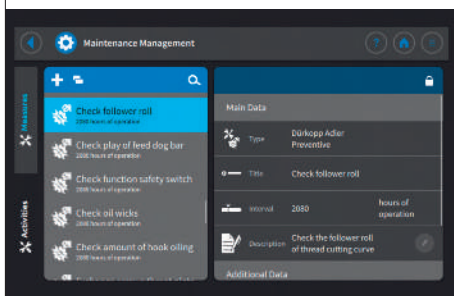 Maintenance Management
?
Measures
Activities
Check follower roll
2080 hours of operation
Check play of feed dog bar
2080 hours of operation
Check function safety switch
2080 hours of operation
Check oil wicks
2080 hours of operation
Check amount of hook oiling
2080 hours of operation
Main Data
Type
Dürkopp Adler
Preventive
Title
Check follower roll
Interval
2080
hours of
operation
Description
Check the follower roll
of thread cutting curve
Additional Data